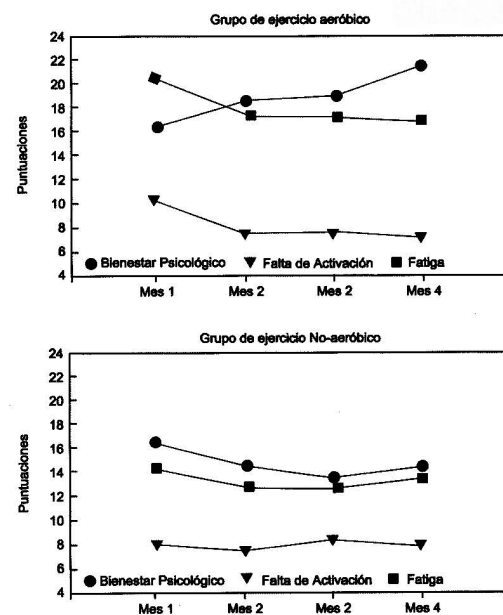 Grupo de ejercicio aeróbico
24
22
20
18
16
14
12
10
8
6
4
Puntuaciones
Bienestar Psicológico Falta de Activación Fatiga
Mes 1 Mes 2 Mes 2 Mes 4
Grupo de ejercicio No-aeróbico
24
22
20
18
16
14
12
10
8
6
4
Puntuaciones
Bienestar Psicológico Falta de Activación Fatiga
Mes 1 Mes 2 Mes 2 Mes 4